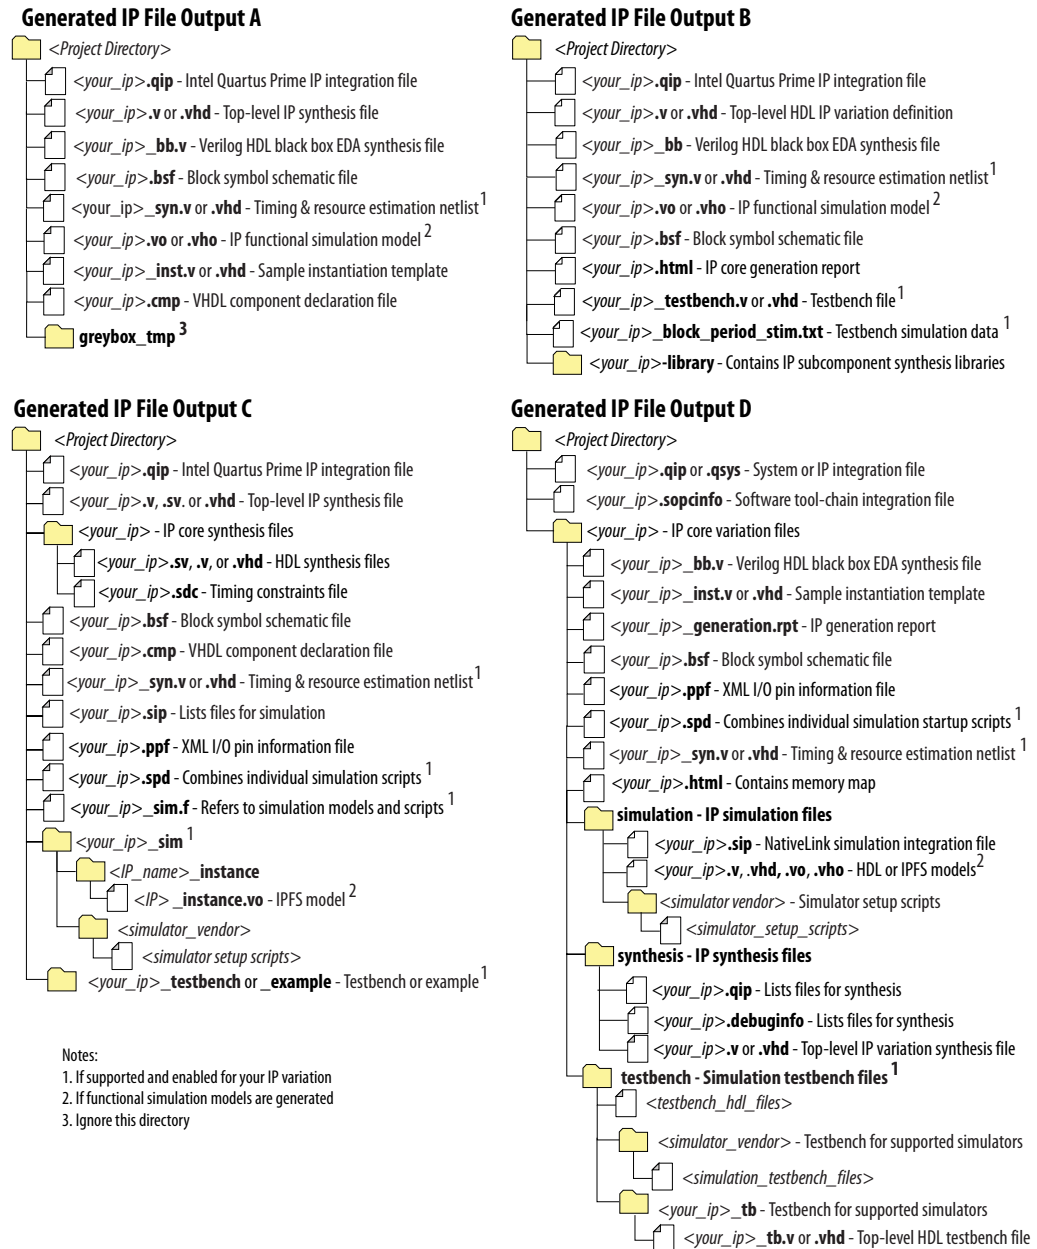 Generated IP File Output A
<Project Directory>
<your_ip>.qip - Intel Quartus Prime IP integration file
<your_ip>.v or .vhd - Top-level IP synthesis file
<your_ip>_bb.v - Verilog HDL black box EDA synthesis file
<your_ip>.bsf - Block symbol schematic file
<your_ip>_syn.v or .vhd - Timing & resource estimation netlist 1
<your_ip>.vo or .vho - IP functional simulation model 2
<your_ip>_inst.v or .vhd - Sample instantiation template
<your_ip>.cmp - VHDL component declaration file
greybox_tmp 3
Generated IP File Output B
<Project Directory>
<your_ip>.qip - Intel Quartus Prime IP integration file
<your_ip>.v or .vhd - Top-level HDL IP variation definition
<your_ip>_bb - Verilog HDL black box EDA synthesis file
<your_ip>_syn.v or .vhd - Timing & resource estimation netlist 1
<your_ip>.vo or .vho - IP functional simulation model 2
<your_ip>.bsf - Block symbol schematic file
<your_ip>.html - IP core generation report
<your_ip>_testbench.v or .vhd - Testbench file 1
<your_ip>_block_period_stim.txt - Testbench simulation data 1
<your_ip>-library - Contains IP subcomponent synthesis libraries
Generated IP File Output C
<Project Directory>
<your_ip>.qip - Intel Quartus Prime IP integration file
<your_ip>.v, .sv. or .vhd - Top-level IP synthesis file
<your_ip> - IP core synthesis files
<your_ip>.sv, .v, or .vhd - HDL synthesis files
<your_ip>.sdc - Timing constraints file
<your_ip>.bsf - Block symbol schematic file
<your_ip>.cmp - VHDL component declaration file
<your_ip>_syn.v or .vhd - Timing & resource estimation netlist 1
<your_ip>.sip - Lists files for simulation
<your_ip>.ppf - XML I/O pin information file
<your_ip>.spd - Combines individual simulation scripts 1
<your_ip>_sim.f - Refers to simulation models and scripts 1
<your_ip>_sim 1
<IP_name>_instance
<IP>_instance.vo - IPFS model 2
<simulator_vendor>
<simulator setup scripts>
<your_ip>_testbench or _example - Testbench or example 1
Notes:
1. If supported and enabled for your IP variation
2. If functional simulation models are generated
3. Ignore this directory
Generated IP File Output D
<Project Directory>
<your_ip>.qip or .qsys - System or IP integration file
<your_ip>.sopcinfo - Software tool-chain integration file
<your_ip> - IP core variation files
<your_ip>_bb.v - Verilog HDL black box EDA synthesis file
<your_ip>_inst.v or .vhd - Sample instantiation template
<your_ip>_generation.rpt - IP generation report
<your_ip>.bsf - Block symbol schematic file
<your_ip>.ppf - XML I/O pin information file
<your_ip>.spd - Combines individual simulation startup scripts 1
<your_ip>_syn.v or .vhd - Timing & resource estimation netlist 1
<your_ip>.html - Contains memory map
simulation - IP simulation files
<your_ip>.sip - NativeLink simulation integration file
<your_ip>.v, .vhd, .vo, .vho - HDL or IPFS models 2
<simulator vendor> - Simulator setup scripts
<simulator_setup_scripts>
synthesis - IP synthesis files
<your_ip>.qip - Lists files for synthesis
<your_ip>.debuginfo - Lists files for synthesis
<your_ip>.v or .vhd - Top-level IP variation synthesis file
testbench - Simulation testbench files 1
<testbench_hdl_files>
<simulator_vendor> - Testbench for supported simulators
<simulation_testbench_files>
<your_ip>_tb - Testbench for supported simulators
<your_ip>_tb.v or .vhd - Top-level HDL testbench file